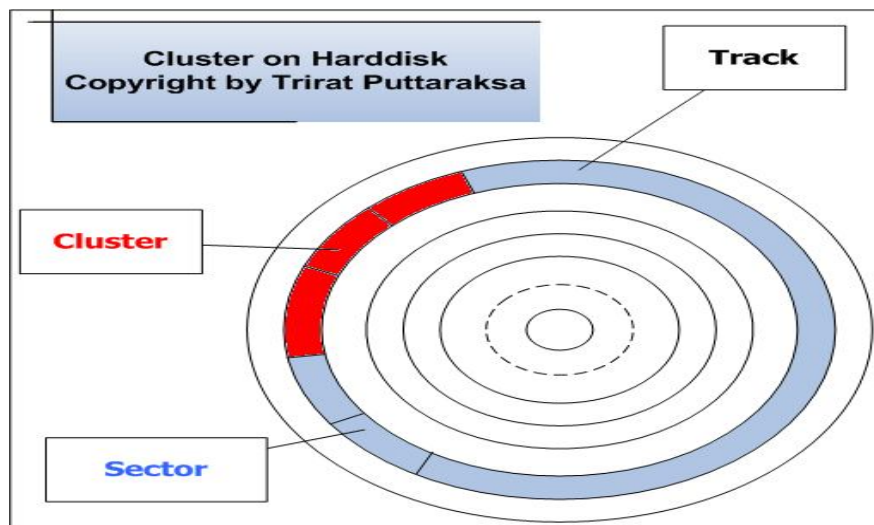 Cluster on Harddisk
Copyright by Trirat Puttaraksa
Track
Cluster
Sector